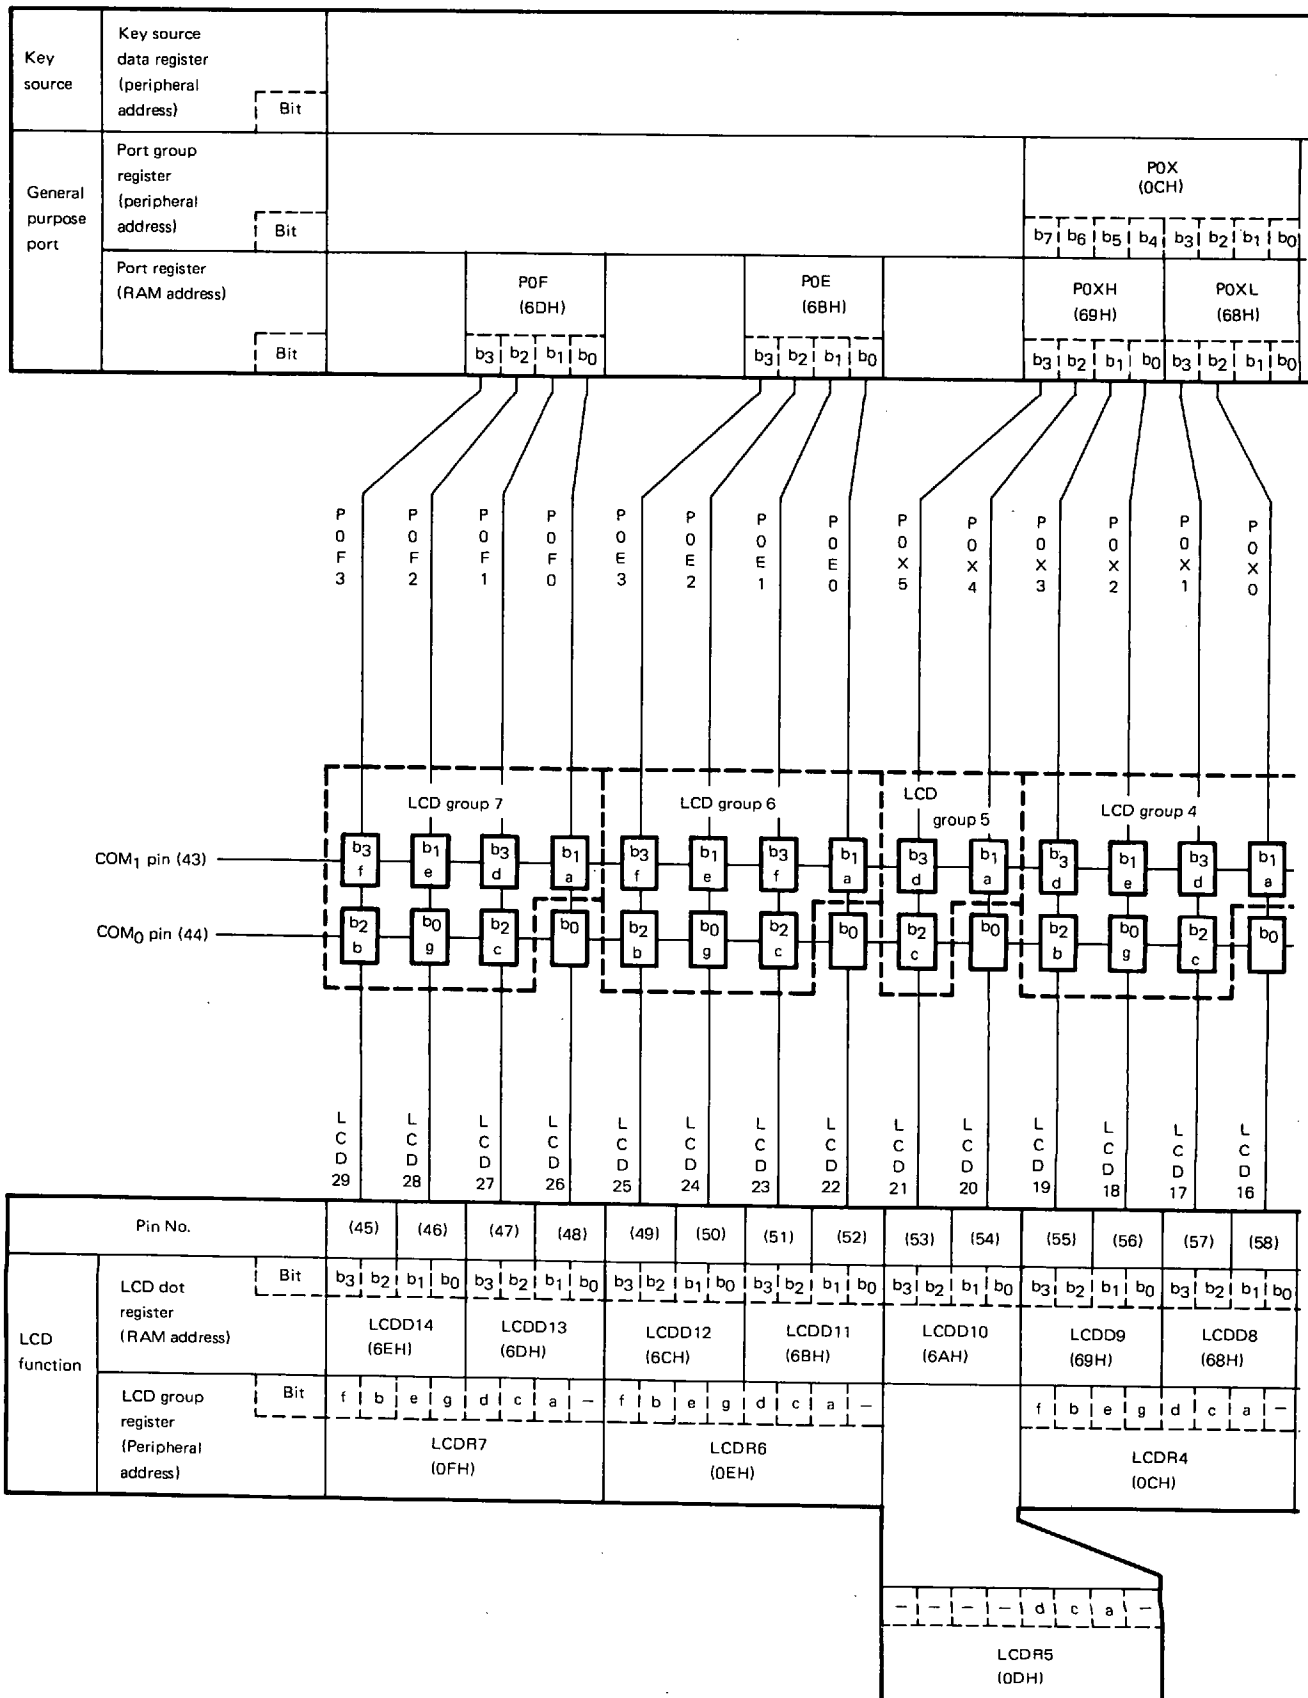 Key source
Key source data register (peripheral address)
Bit
General purpose port
Port group register (peripheral address)
Bit
P0X
(0CH)
b7 b6 b5 b4 b3 b2 b1 b0
Port register (RAM address)
Bit
P0F
(6DH)
b3 b2 b1 b0
P0E
(6BH)
b3 b2 b1 b0
P0XH
(69H)
b3 b2 b1 b0
P0XL
(68H)
b3 b2 b1 b0
P0F3 P0F2 P0F1 P0F0 P0E3 P0E2 P0E1 P0E0 P0X5 P0X4 P0X3 P0X2 P0X1 P0X0
LCD group 7
LCD group 6
LCD group 5
LCD group 4
COM1 pin (43)
b3 f b1 e b3 d b1 a b3 f b1 e b3 f b1 a b3 d b1 a b3 d b1 e b3 d b1 a
COM0 pin (44)
b2 b b0 g b2 c b0 b2 b b0 g b2 c b0 b2 c b0 b2 b b0 g b2 c b0
LCD29 LCD28 LCD27 LCD26 LCD25 LCD24 LCD23 LCD22 LCD21 LCD20 LCD19 LCD18 LCD17 LCD16
Pin No.
(45) (46) (47) (48) (49) (50) (51) (52) (53) (54) (55) (56) (57) (58)
LCD function
LCD dot register (RAM address)
Bit
b3 b2 b1 b0 b3 b2 b1 b0 b3 b2 b1 b0 b3 b2 b1 b0 b3 b2 b1 b0 b3 b2 b1 b0 b3 b2 b1 b0
LCDD14 LCDD13 LCDD12 LCDD11 LCDD10 LCDD9 LCDD8
(6EH) (6DH) (6CH) (6BH) (6AH) (69H) (68H)
LCD group register (Peripheral address)
Bit
f b e g d c a – f b e g d c a – f b e g d c a –
LCDR7 LCDR6 LCDR4
(0FH) (0EH) (0CH)
– – – – d c a –
LCDR5
(0DH)